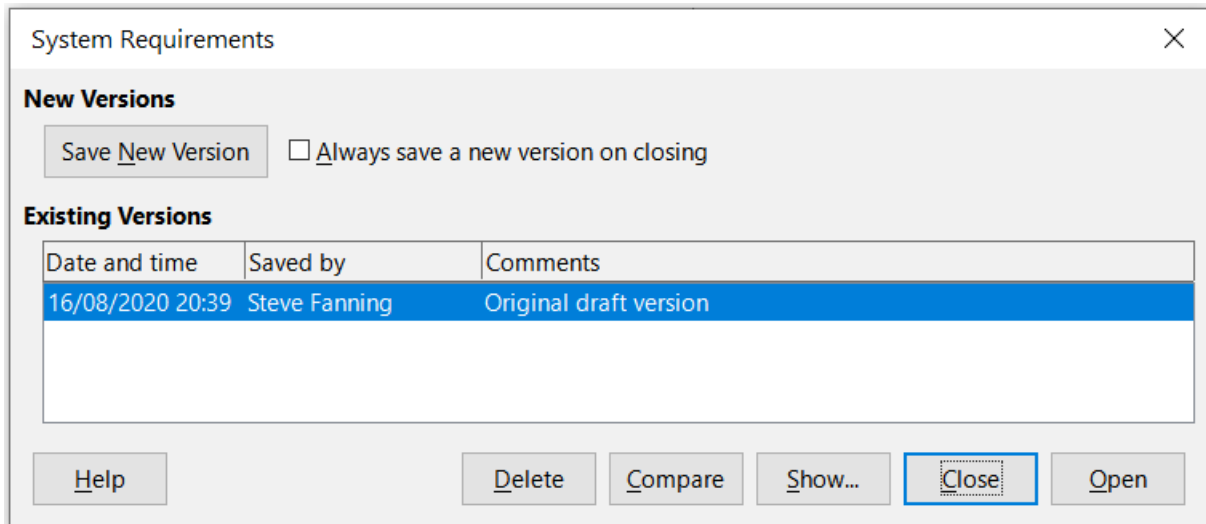 System Requirements
New Versions
Save New Version Always save a new version on closing
Existing Versions
Date and time Saved by Comments
16/08/2020 20:39 Steve Fanning Original draft version
Help Delete Compare Show... Close Open